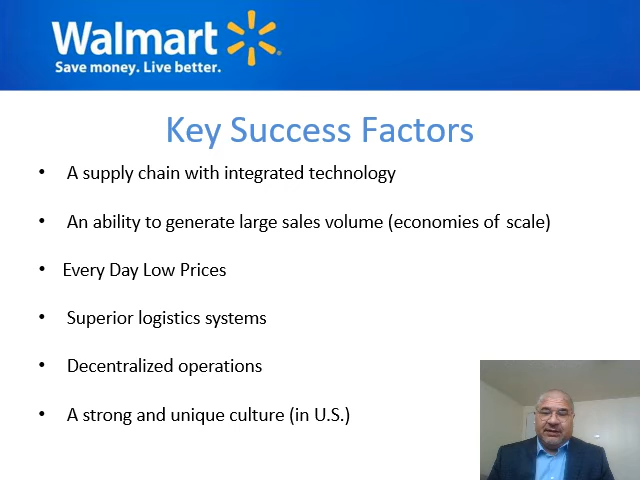 Walmart
Save money. Live better.
Key Success Factors
• A supply chain with integrated technology
• An ability to generate large sales volume (economies of scale)
• Every Day Low Prices
• Superior logistics systems
• Decentralized operations
• A strong and unique culture (in U.S.)